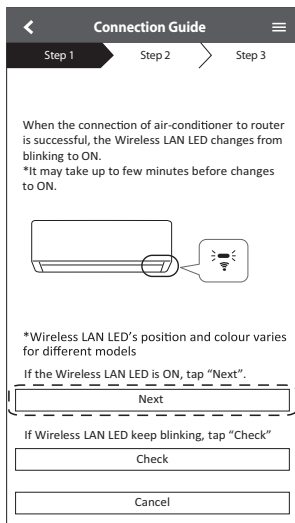 Connection Guide
Step 1
Step 2
Step 3
When the connection of air-conditioner to router
is successful, the Wireless LAN LED changes from
blinking to ON.
*It may take up to few minutes before changes
to ON.
*Wireless LAN LED's position and colour varies
for different models
If the Wireless LAN LED is ON, tap “Next”.
Next
If Wireless LAN LED keep blinking, tap “Check”
Check
Cancel